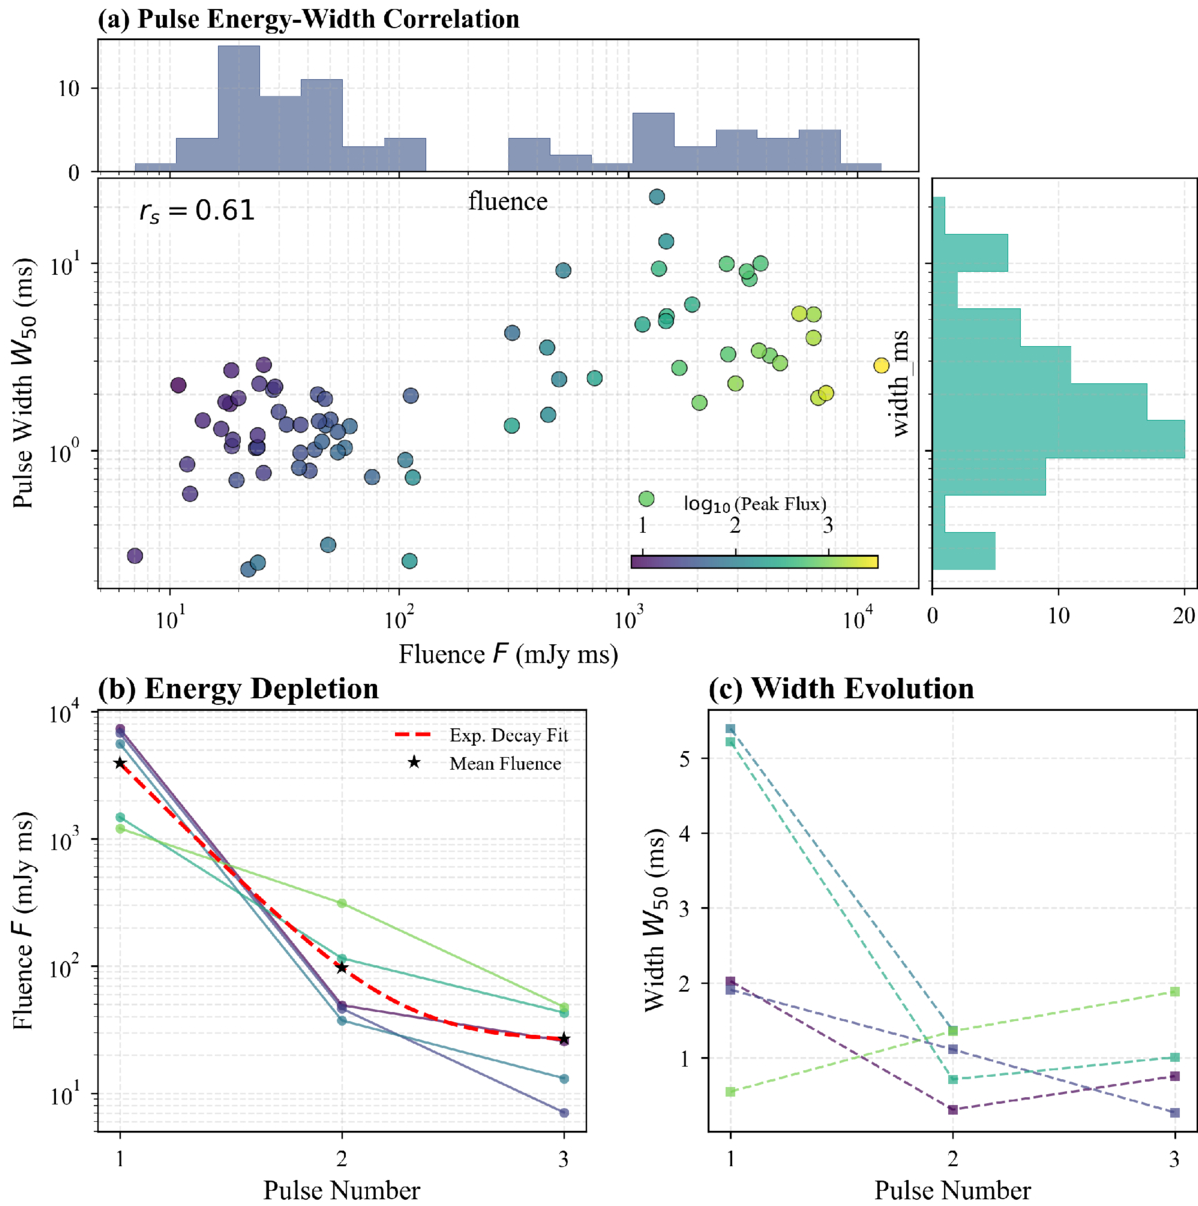 (a) Pulse Energy-Width Correlation
10
0
r_s = 0.61
fluence
10^1
10^0
Pulse Width W_50 (ms)
width_ms
log_10 (Peak Flux)
1 2 3
10^1 10^2 10^3 10^4
0 10 20
Fluence F (mJy ms)
(b) Energy Depletion
10^4
10^3
10^2
10^1
Fluence F (mJy ms)
Exp. Decay Fit
Mean Fluence
1 2 3
Pulse Number
(c) Width Evolution
5
4
3
2
1
Width W_50 (ms)
1 2 3
Pulse Number